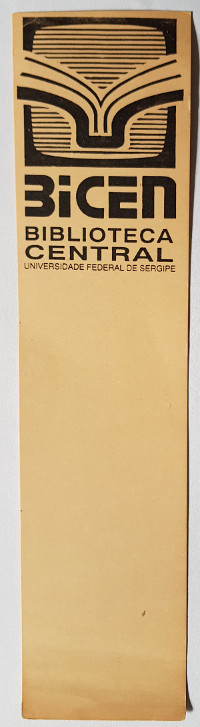 BiCEN
BIBLIOTECA
CENTRAL
UNIVERSIDADE FEDERAL DE SERGIPE